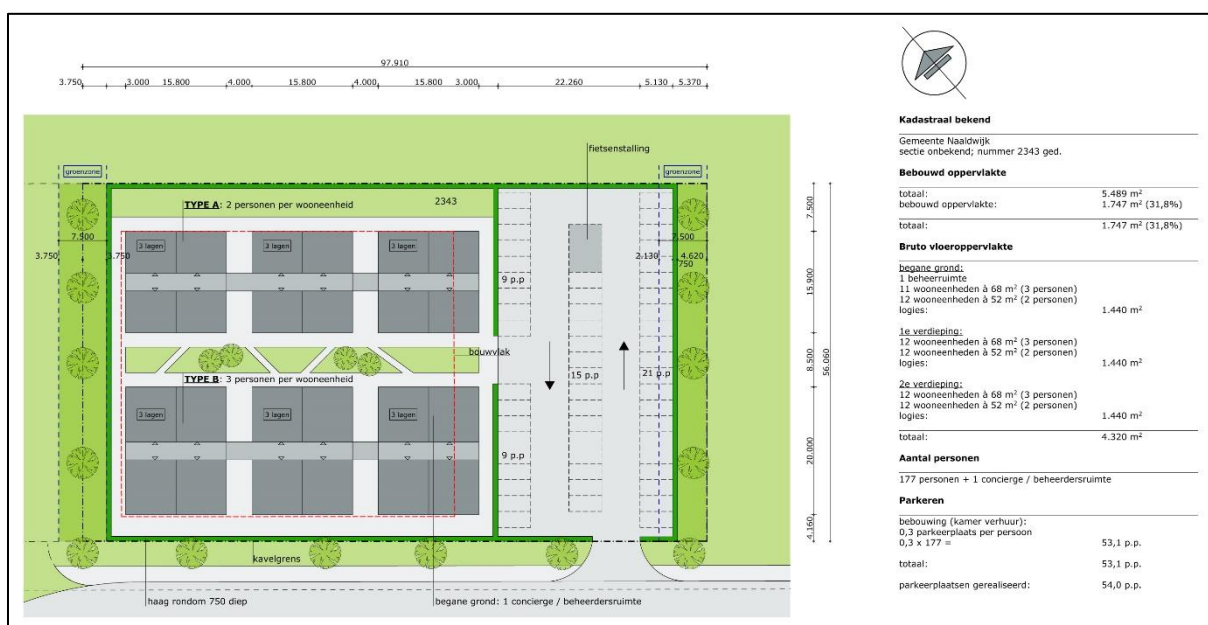 97.910
3.750 3.000 15.800 4.000 15.800 4.000 15.800 3.000 22.260 5.130 5.370
fietsenstalling
groenzone groenzone
TYPE A: 2 personen per wooneenheid 2343
7.500 7.500
3 lagen 3 lagen 3 lagen
3.750 3.750 2.130 4.620
750
9 p.p
bouwvlak
TYPE B: 3 personen per wooneenheid 15 p.p 21 p.p
3 lagen 3 lagen 3 lagen
9 p.p
kavelgrens
haag rondom 750 diep begane grond: 1 concierge / beheerdersruimte
7.500
15.900
8.500
56.060
20.000
4.160
Kadastraal bekend
Gemeente Naaldwijk
sectie onbekend; nummer 2343 ged.
Bebouwd oppervlakte
totaal: 5.489 m²
bebouwd oppervlakte: 1.747 m² (31,8%)
totaal: 1.747 m² (31,8%)
Bruto vloeroppervlakte
begane grond:
1 beheerruimte
11 wooneenheden à 68 m² (3 personen)
12 wooneenheden à 52 m² (2 personen)
logies: 1.440 m²
1e verdieping:
12 wooneenheden à 68 m² (3 personen)
12 wooneenheden à 52 m² (2 personen)
logies: 1.440 m²
2e verdieping:
12 wooneenheden à 68 m² (3 personen)
12 wooneenheden à 52 m² (2 personen)
logies: 1.440 m²
totaal: 4.320 m²
Aantal personen
177 personen + 1 concierge / beheerdersruimte
Parkeren
bebouwing (kamer verhuur):
0,3 parkeerplaats per persoon
0,3 x 177 = 53,1 p.p.
totaal: 53,1 p.p.
parkeerplaatsen gerealiseerd: 54,0 p.p.